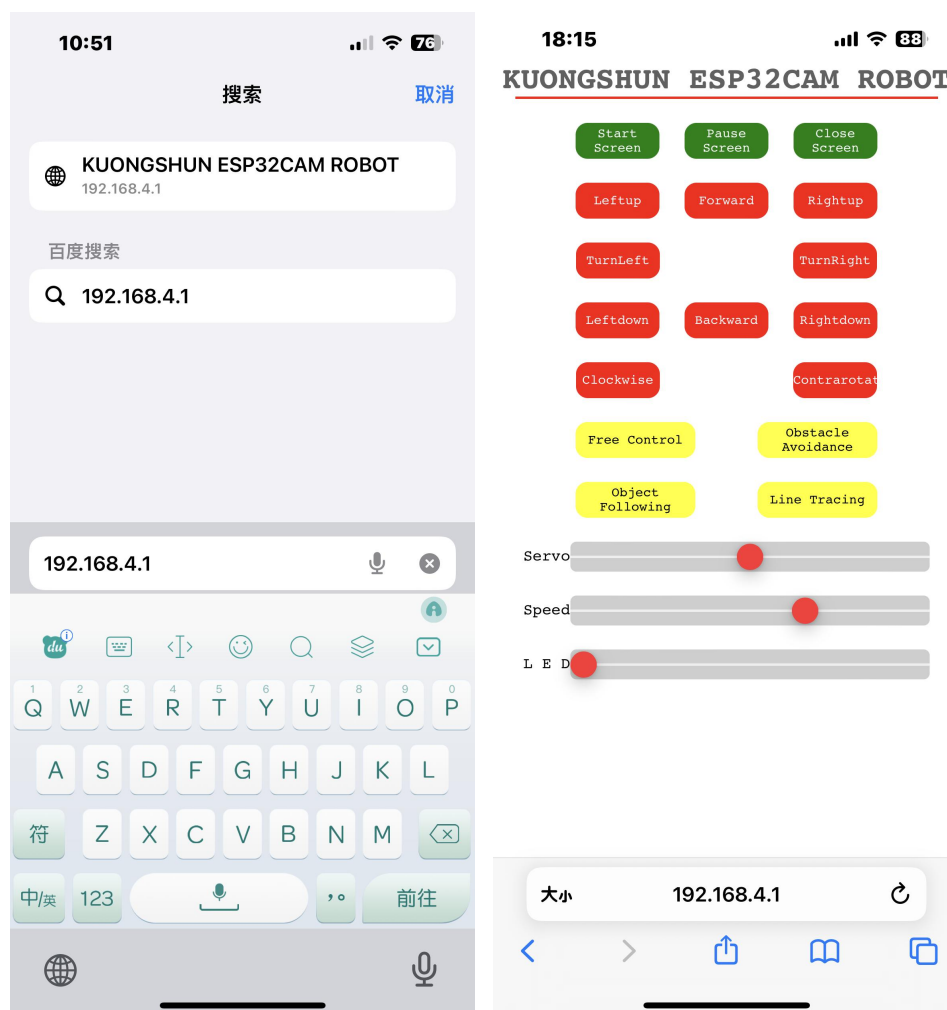 10:51
76
搜索
取消
KUONGSHUN ESP32CAM ROBOT
192.168.4.1
百度搜索
192.168.4.1
192.168.4.1
du
i
1 2 3 4 5 6 7 8 9 0
Q W E R T Y U I O P
A S D F G H J K L
符 Z X C V B N M
中/英 123 ,。 前往
18:15
88
KUONGSHUN ESP32CAM ROBOT
Start
Screen
Pause
Screen
Close
Screen
Leftup Forward Rightup
TurnLeft TurnRight
Leftdown Backward Rightdown
Clockwise Contrarotat
Free Control
Obstacle
Avoidance
Object
Following
Line Tracing
Servo
Speed
L E D
大小 192.168.4.1